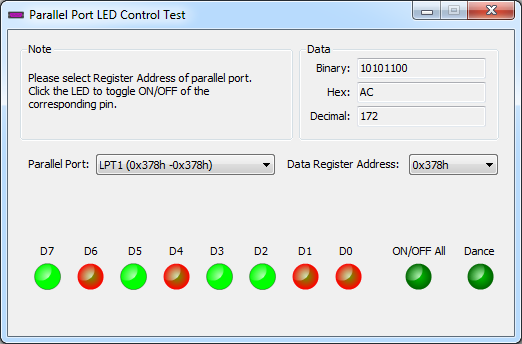 Parallel Port LED Control Test
Note
Please select Register Address of parallel port.
Click the LED to toggle ON/OFF of the
corresponding pin.
Data
Binary: 10101100
Hex: AC
Decimal: 172
Parallel Port: LPT1 (0x378h -0x378h) Data Register Address: 0x378h
D7 D6 D5 D4 D3 D2 D1 D0 ON/OFF All Dance